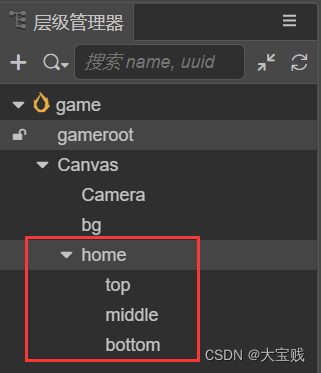 层级管理器
搜索 name, uuid
game
gameroot
Canvas
Camera
bg
home
top
middle
bottom
CSDN @大宝贱